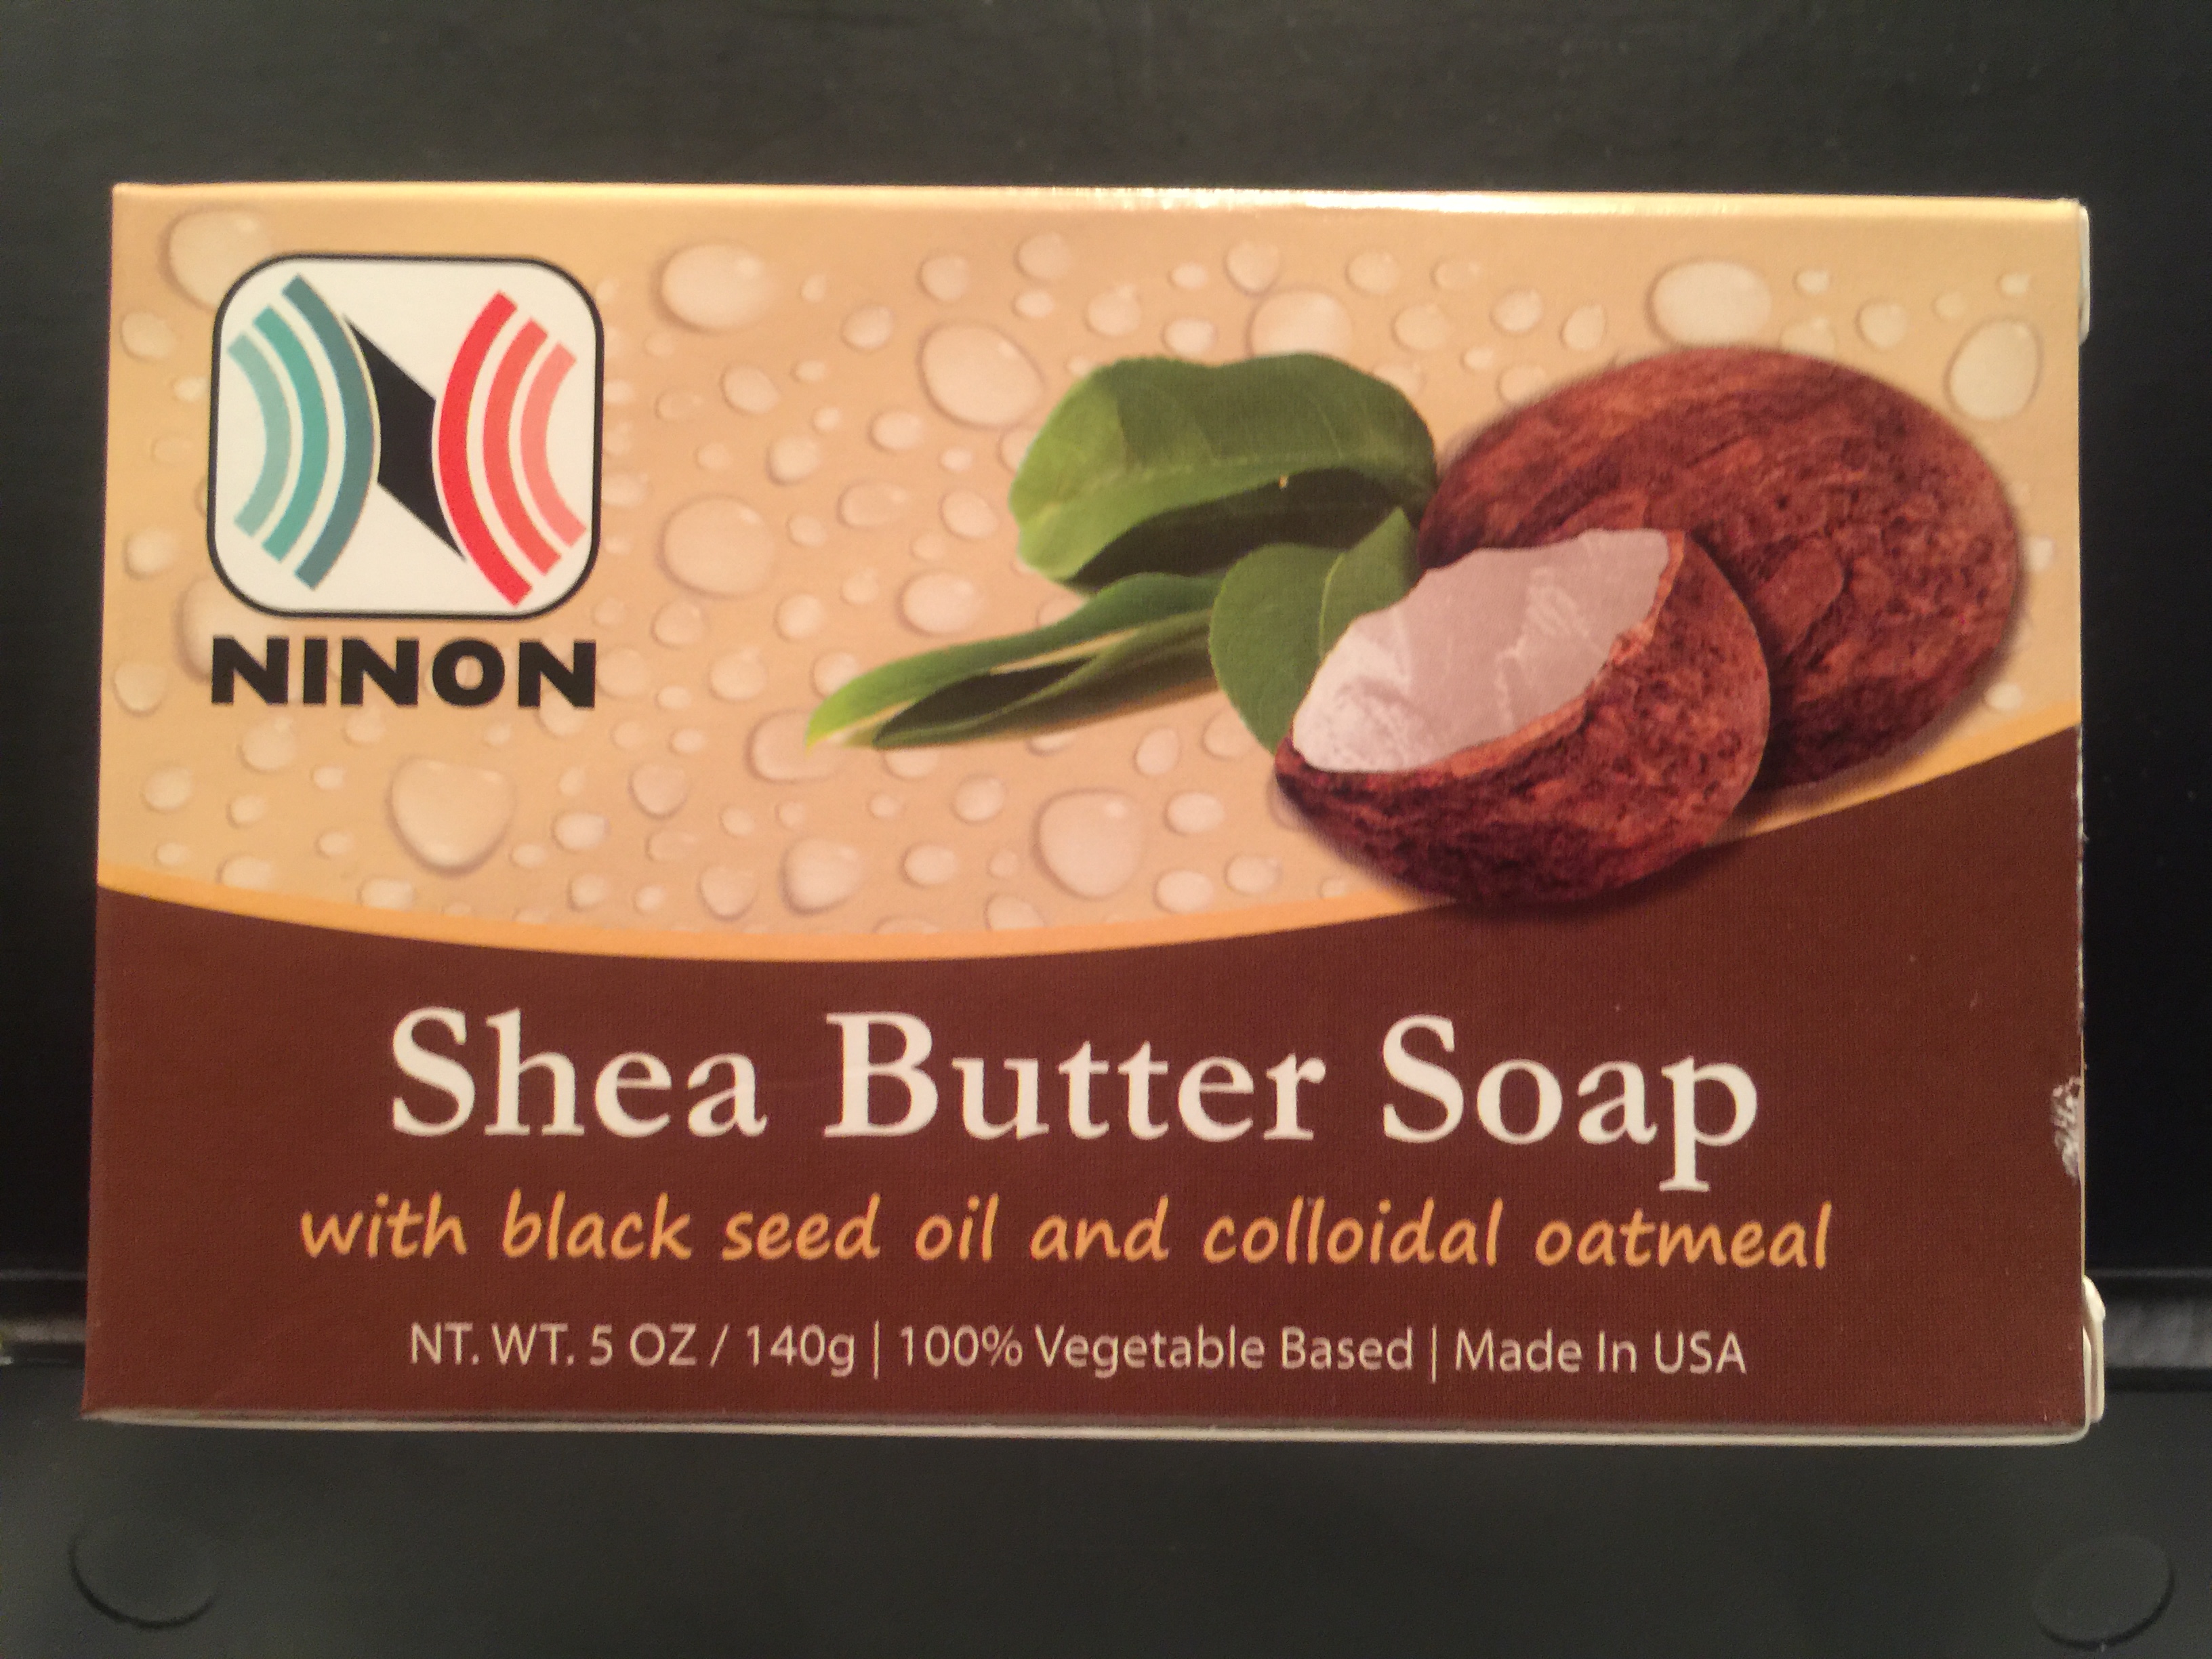 NINON
Shea Butter Soap
with black seed oil and colloidal oatmeal
NT. WT. 5 OZ / 140g | 100% Vegetable Based | Made In USA